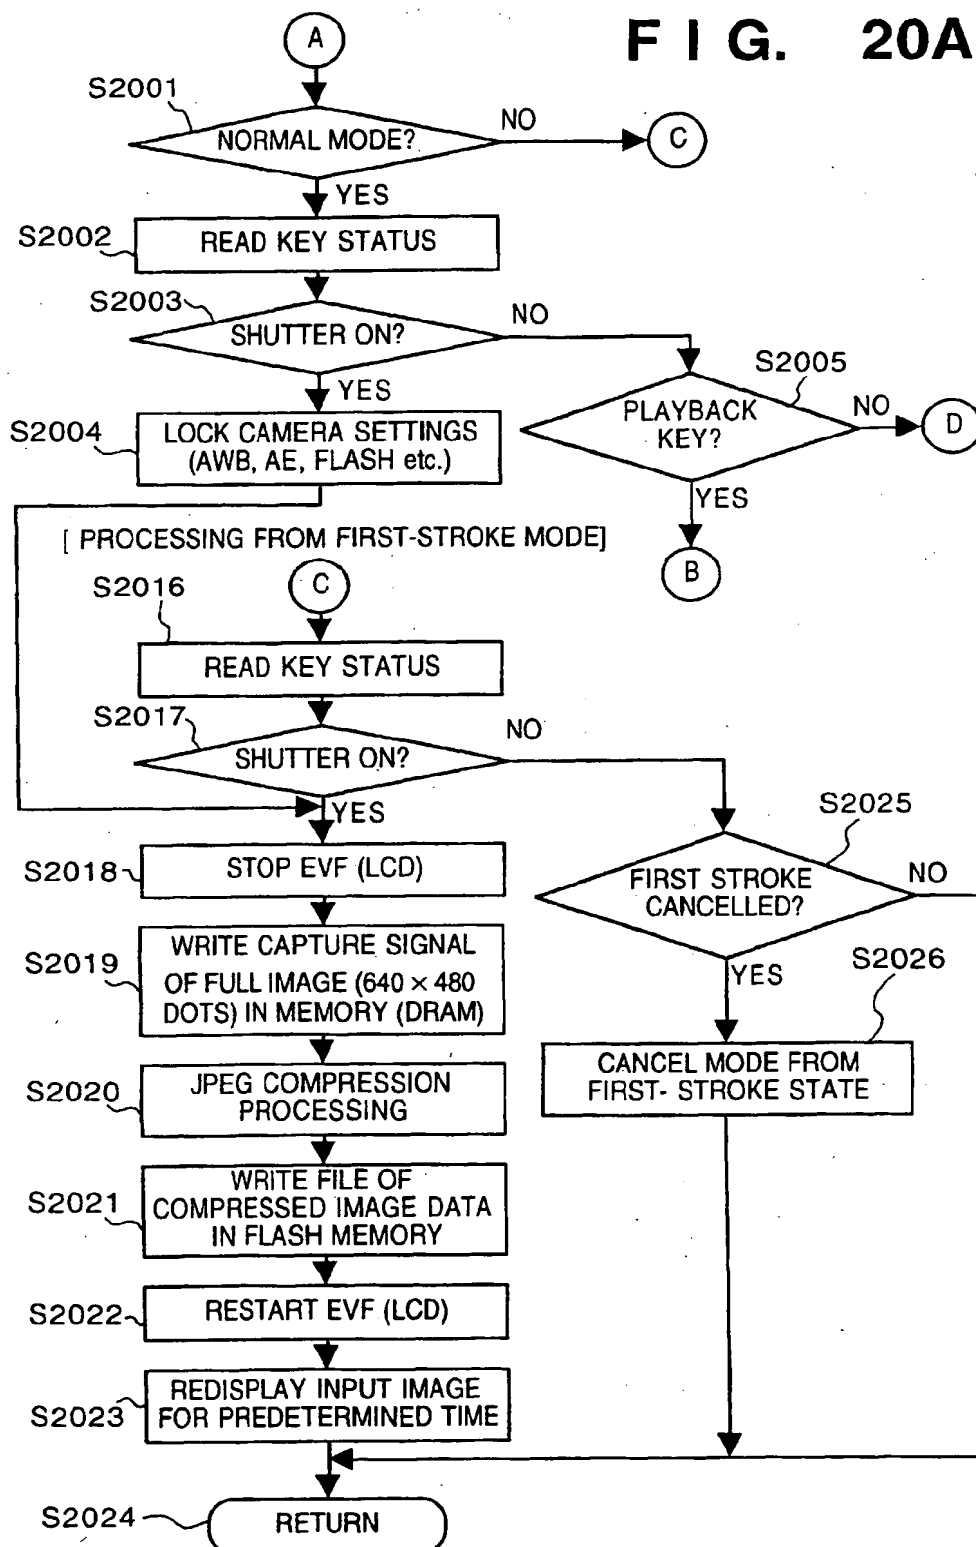 FIG. 20A
A
S2001
NORMAL MODE?
NO
C
YES
S2002
READ KEY STATUS
S2003
SHUTTER ON?
NO
YES
S2005
PLAYBACK
KEY?
NO
D
YES
B
S2004
LOCK CAMERA SETTINGS
(AWB, AE, FLASH etc.)
[ PROCESSING FROM FIRST-STROKE MODE]
C
S2016
READ KEY STATUS
S2017
SHUTTER ON?
NO
YES
S2018
STOP EVF (LCD)
S2025
FIRST STROKE
CANCELLED?
NO
YES
S2019
WRITE CAPTURE SIGNAL
OF FULL IMAGE (640 × 480
DOTS) IN MEMORY (DRAM)
S2026
CANCEL MODE FROM
FIRST- STROKE STATE
S2020
JPEG COMPRESSION
PROCESSING
S2021
WRITE FILE OF
COMPRESSED IMAGE DATA
IN FLASH MEMORY
S2022
RESTART EVF (LCD)
S2023
REDISPLAY INPUT IMAGE
FOR PREDETERMINED TIME
S2024
RETURN